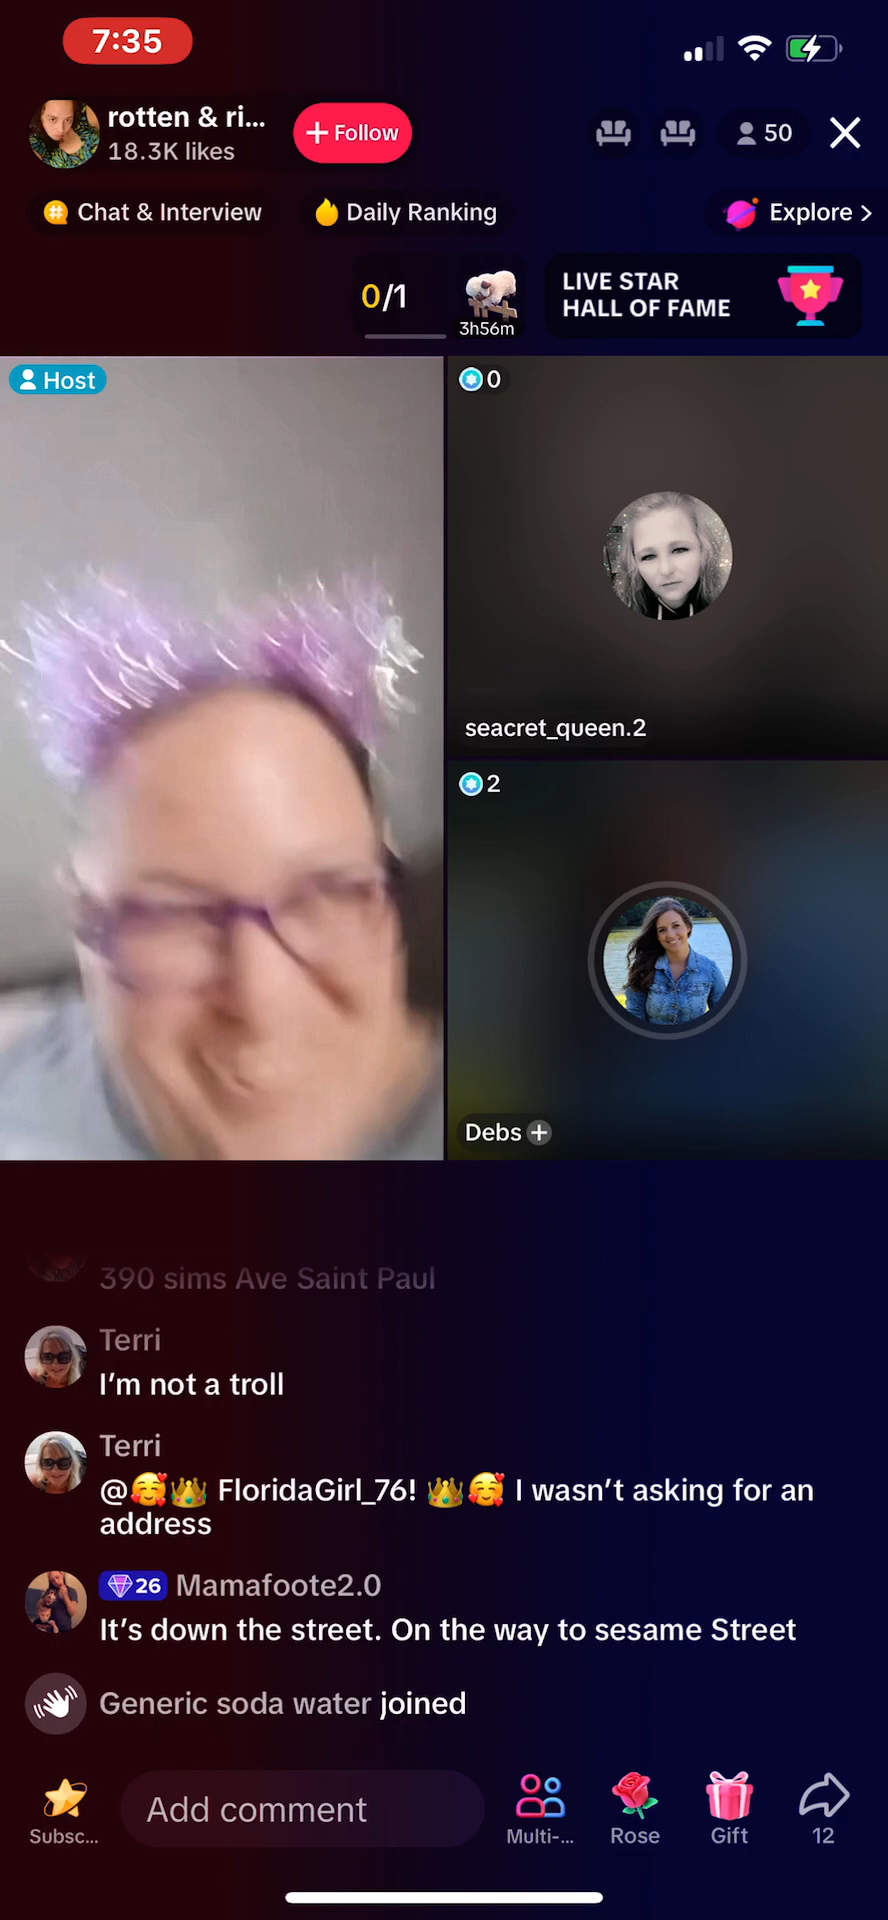 7:35
rotten & ri...
18.3K likes
+ Follow
50
Chat & Interview
Daily Ranking
Explore >
0/1
3h56m
LIVE STAR
HALL OF FAME
Host
0
seacret_queen.2
2
Debs +
390 sims Ave Saint Paul
Terri
I'm not a troll
Terri
@🥰👑 FloridaGirl_76! 👑🥰 I wasn't asking for an
address
26 Mamafoote2.0
It's down the street. On the way to sesame Street
Generic soda water joined
Subsc...
Add comment
Multi-...
Rose
Gift
12